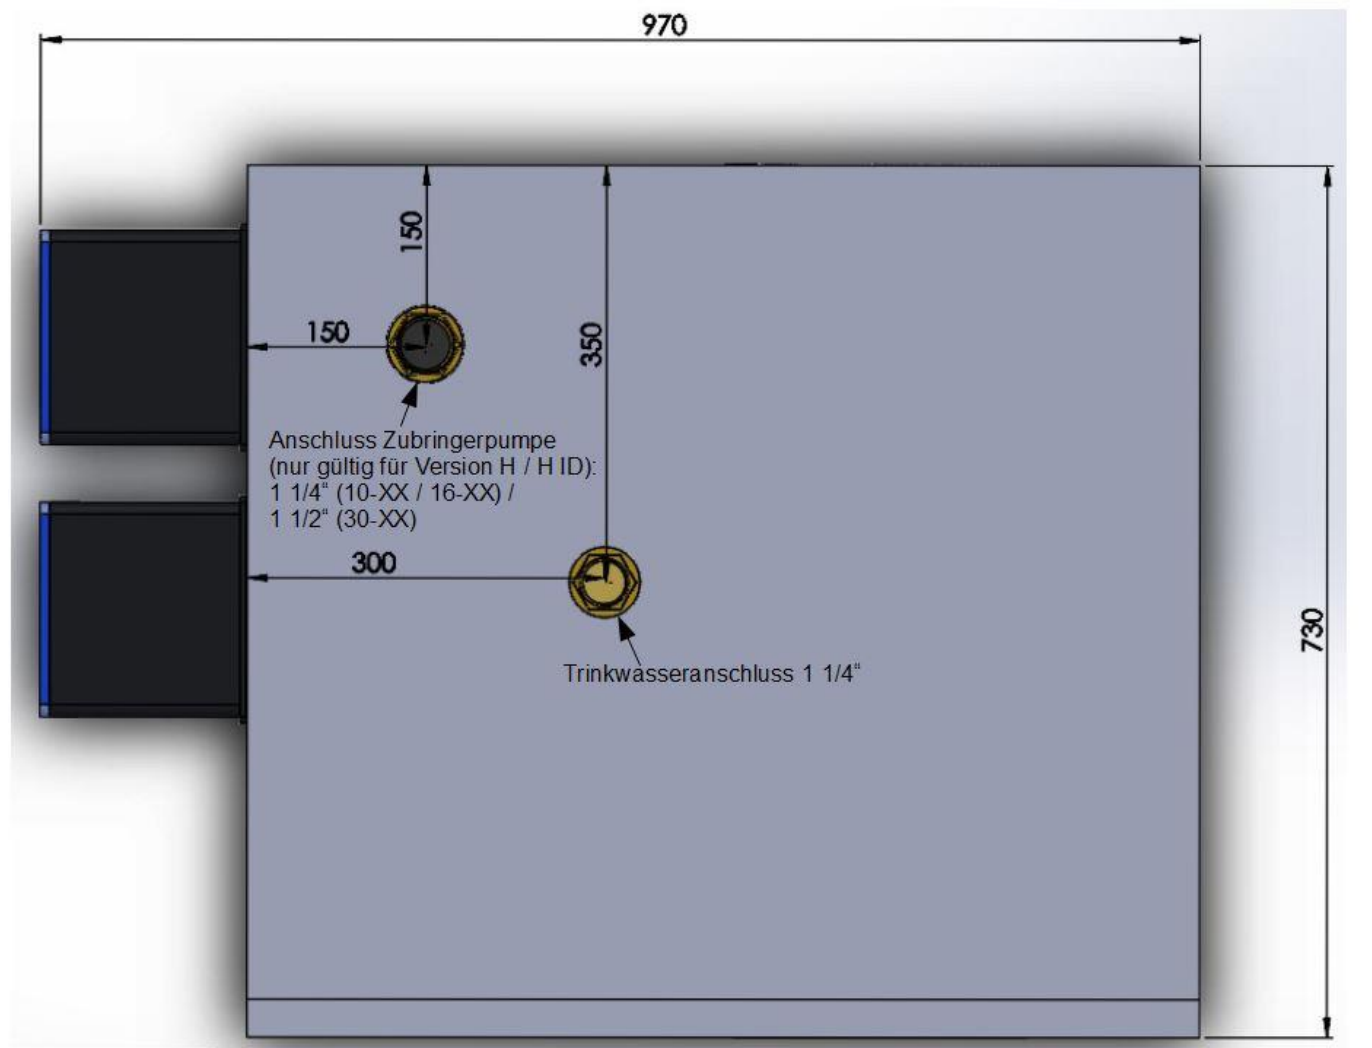 970
150
150
350
Anschluss Zubringerpumpe
(nur gültig für Version H / H ID):
1 1/4“ (10-XX / 16-XX) /
1 1/2“ (30-XX)
300
730
Trinkwasseranschluss 1 1/4“